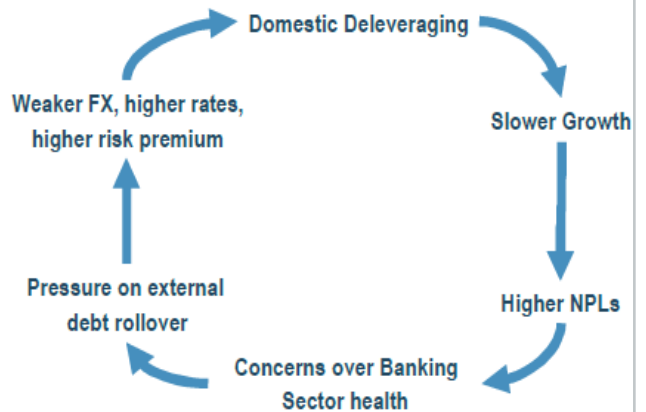 Domestic Deleveraging
Slower Growth
Higher NPLs
Concerns over Banking
Sector health
Pressure on external
debt rollover
Weaker FX, higher rates,
higher risk premium